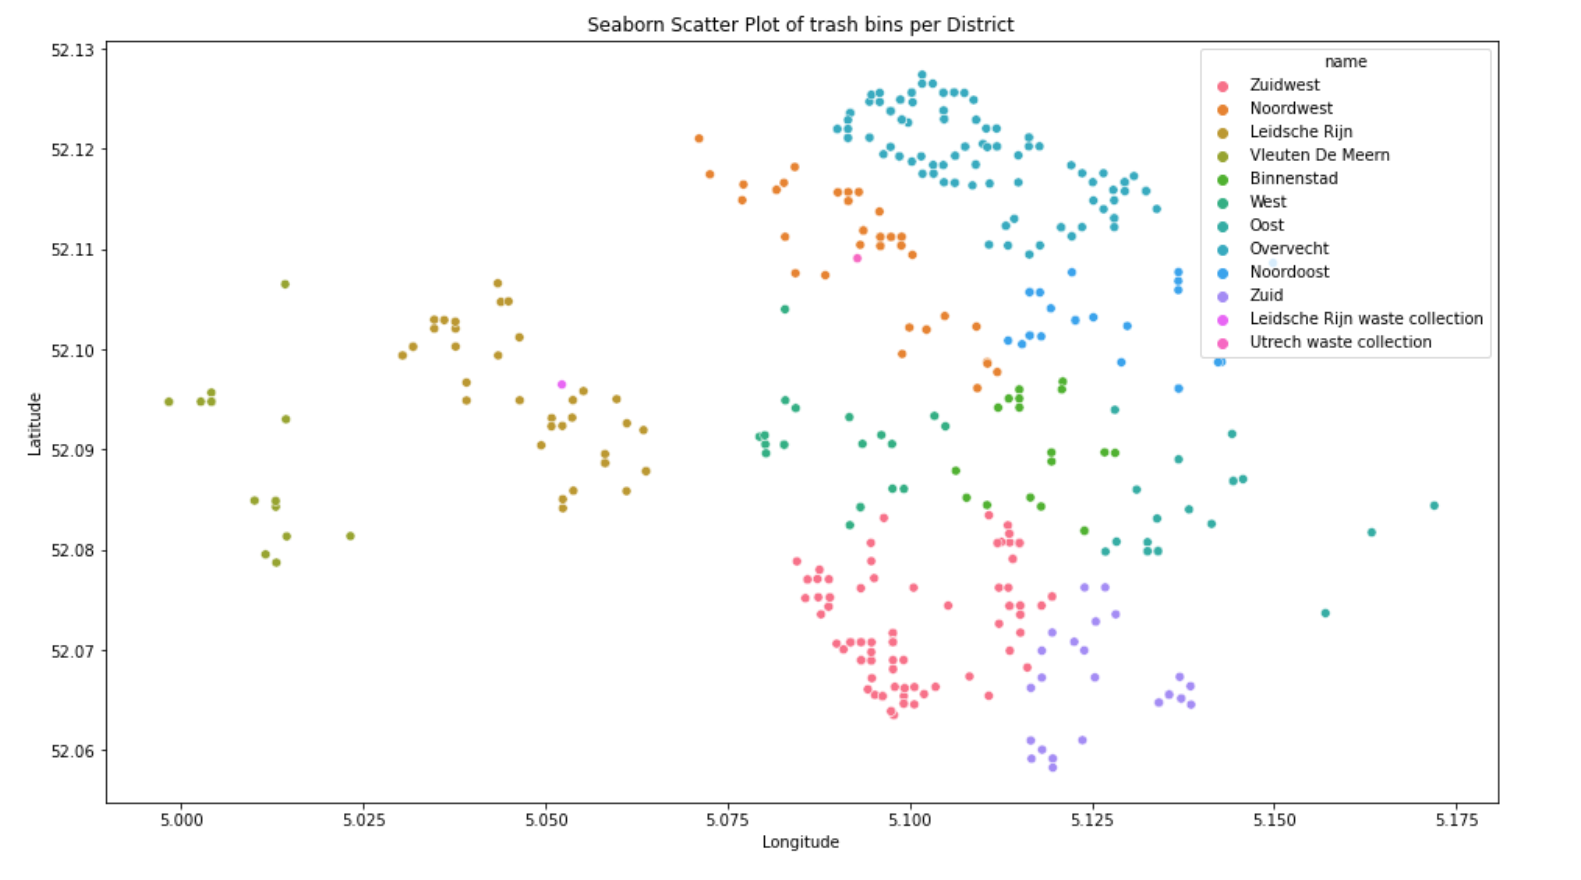 Seaborn Scatter Plot of trash bins per District
52.13
52.12
52.11
52.10
52.09
52.08
52.07
52.06
Latitude
name
Zuidwest
Noordwest
Leidsche Rijn
Vleuten De Meern
Binnenstad
West
Oost
Overvecht
Noordoost
Zuid
Leidsche Rijn waste collection
Utrech waste collection
5.000 5.025 5.050 5.075 5.100 5.125 5.150 5.175
Longitude